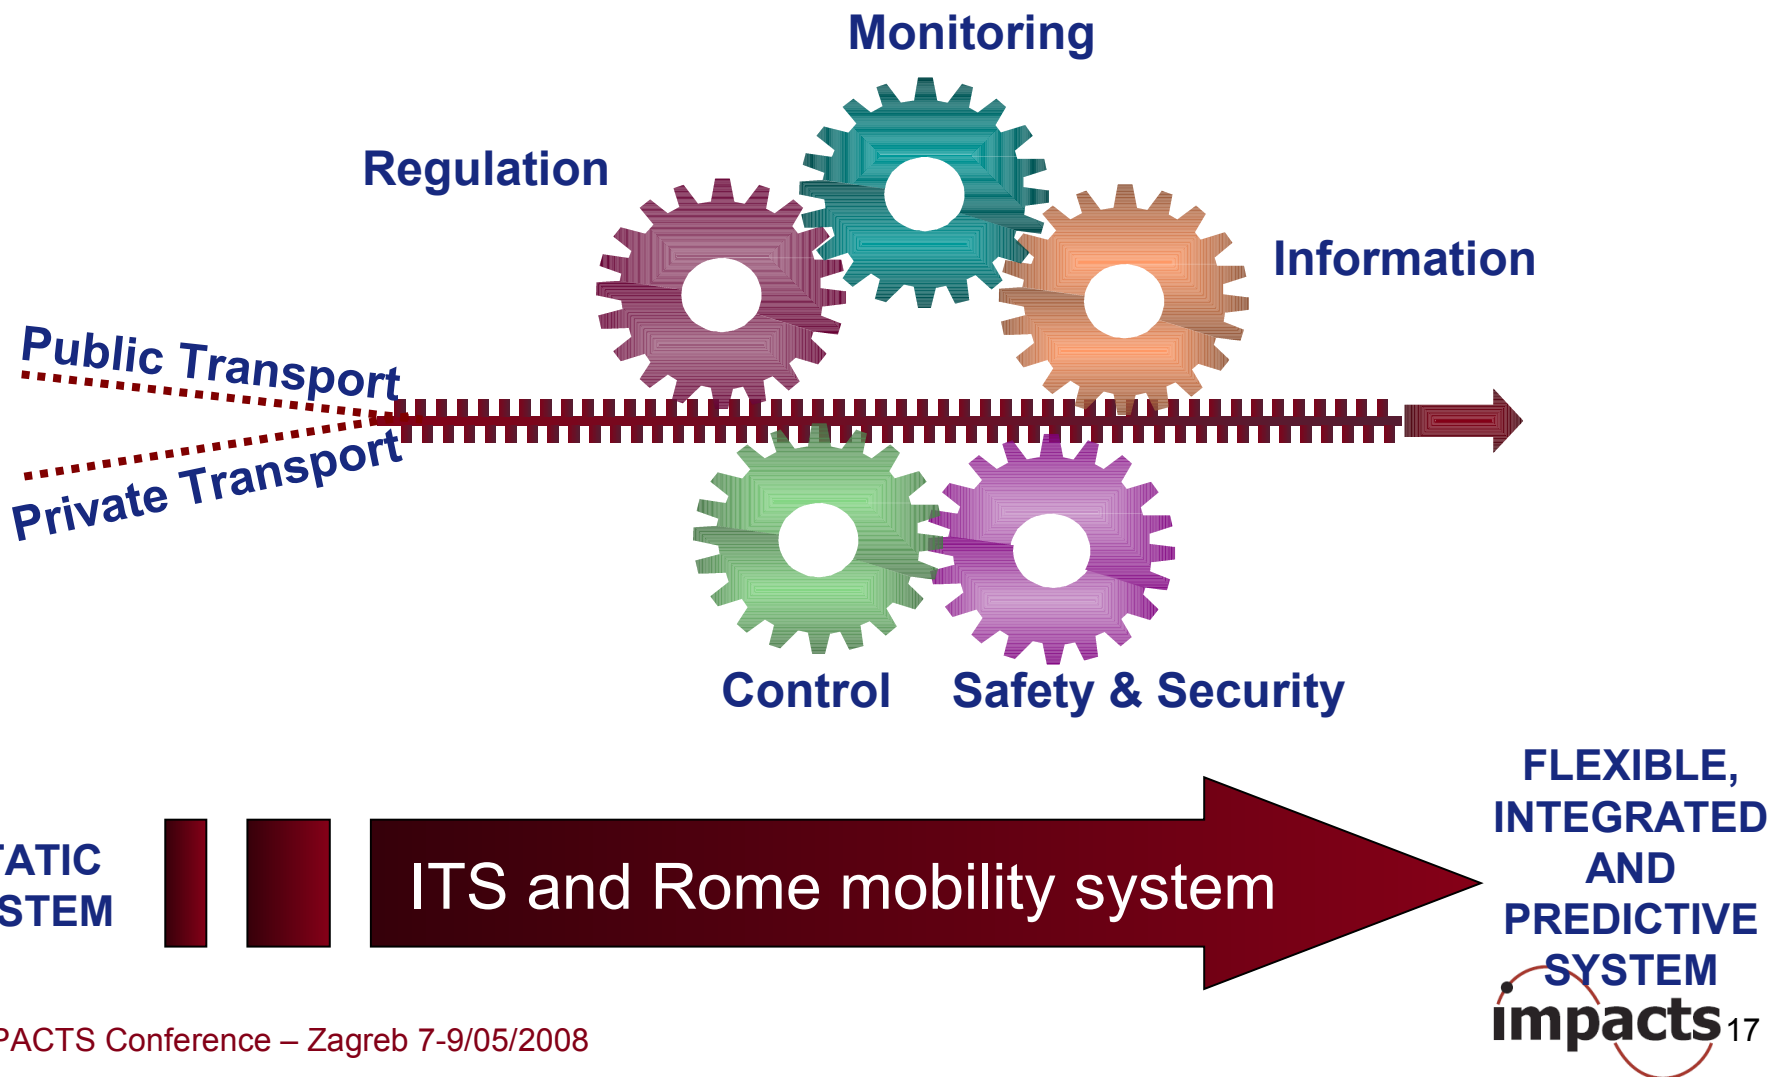 Monitoring
Regulation
Information
Public Transport
Private Transport
Control
Safety & Security
FLEXIBLE,
INTEGRATED
AND
PREDICTIVE
SYSTEM
TATIC
STEM
ITS and Rome mobility system
PACTS Conference – Zagreb 7-9/05/2008
impacts
17